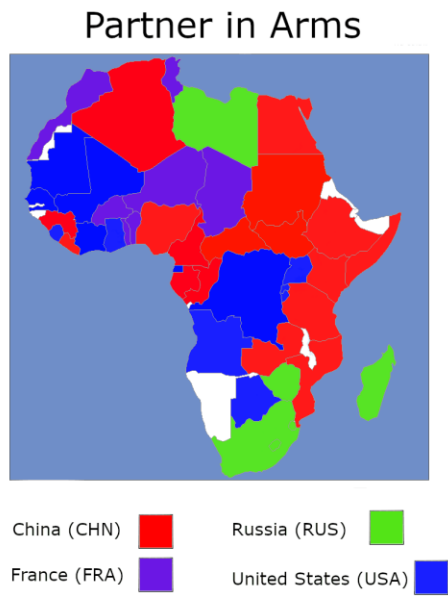 Partner in Arms
China (CHN)
Russia (RUS)
France (FRA)
United States (USA)